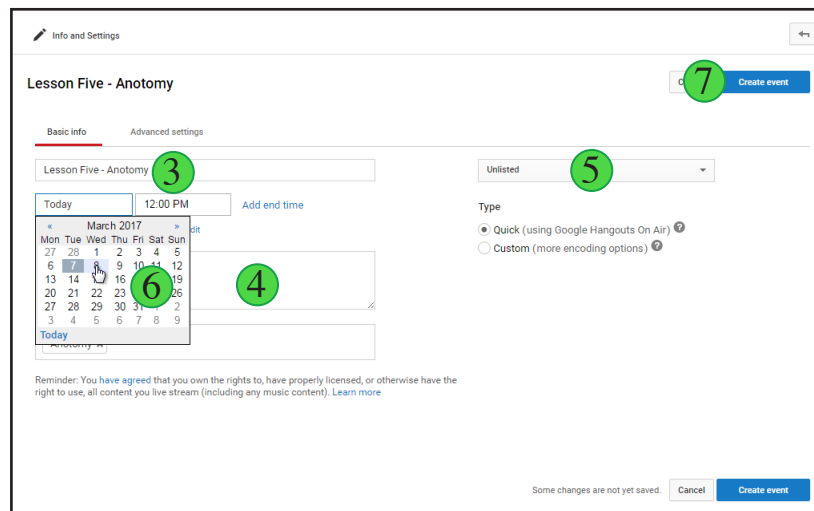 Info and Settings
Lesson Five - Anotomy
7
Create event
Basic info
Advanced settings
Lesson Five - Anotomy
3
Unlisted
5
Today
12:00 PM
Add end time
Type
« March 2017 »
Mon Tue Wed Thu Fri Sat Sun
27 28 1 2 3 4 5
6 7 8 9 10 11 12
13 14 16 19
20 21 22 23 26
27 28 29 30 31 2
3 4 5 6 7 8 9
Today
6
4
Quick (using Google Hangouts On Air) ?
Custom (more encoding options) ?
Anotomy
Reminder: You have agreed that you own the rights to, have properly licensed, or otherwise have the
right to use, all content you live stream (including any music content). Learn more
Some changes are not yet saved.
Cancel
Create event